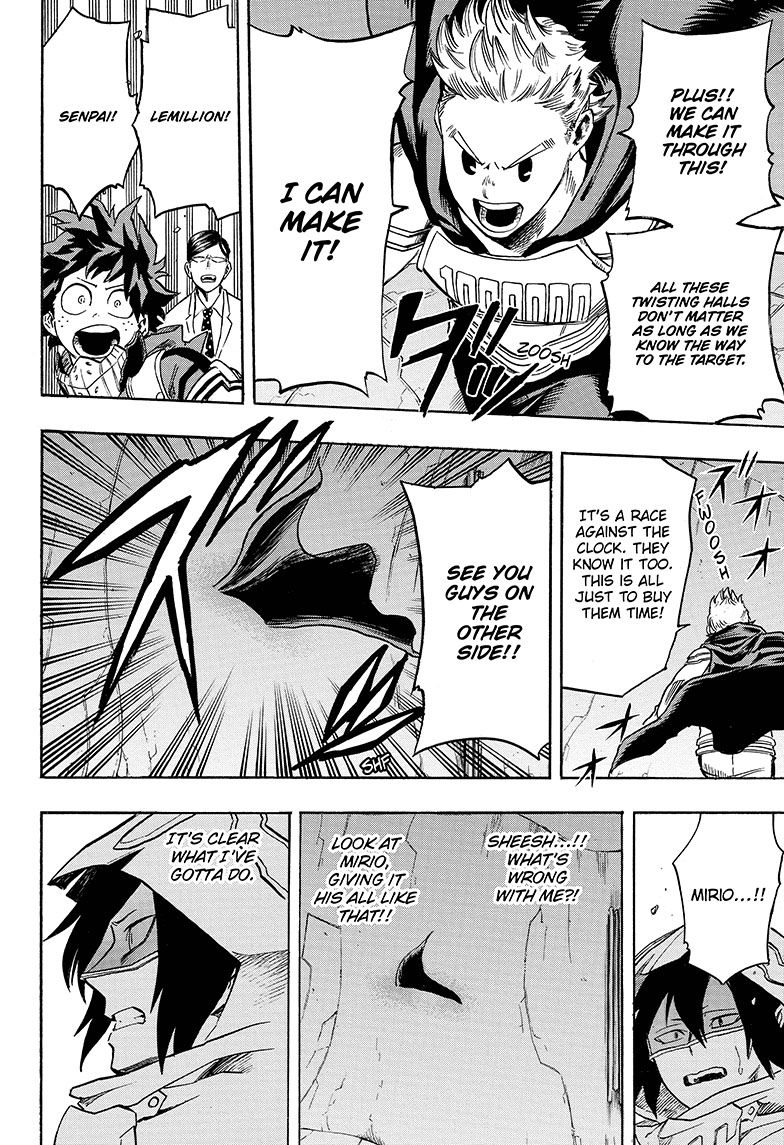 PLUS!!
WE CAN
MAKE IT
THROUGH
THIS!
ALL THESE
TWISTING HALLS
DON'T MATTER
AS LONG AS WE
KNOW THE WAY
TO THE TARGET.
1000000
ZOOSH
I CAN
MAKE
IT!
LEMILLION!
SENPAI!
FWOOSH
IT'S A RACE
AGAINST THE
CLOCK. THEY
KNOW IT TOO.
THIS IS ALL
JUST TO BUY
THEM TIME!
SEE YOU
GUYS ON
THE
OTHER
SIDE!!
SHF
MIRIO...!!
SHEESH...!!
WHAT'S
WRONG
WITH ME?!
LOOK AT
MIRIO,
GIVING IT
HIS ALL LIKE
THAT!!
IT'S CLEAR
WHAT I'VE
GOTTA DO.